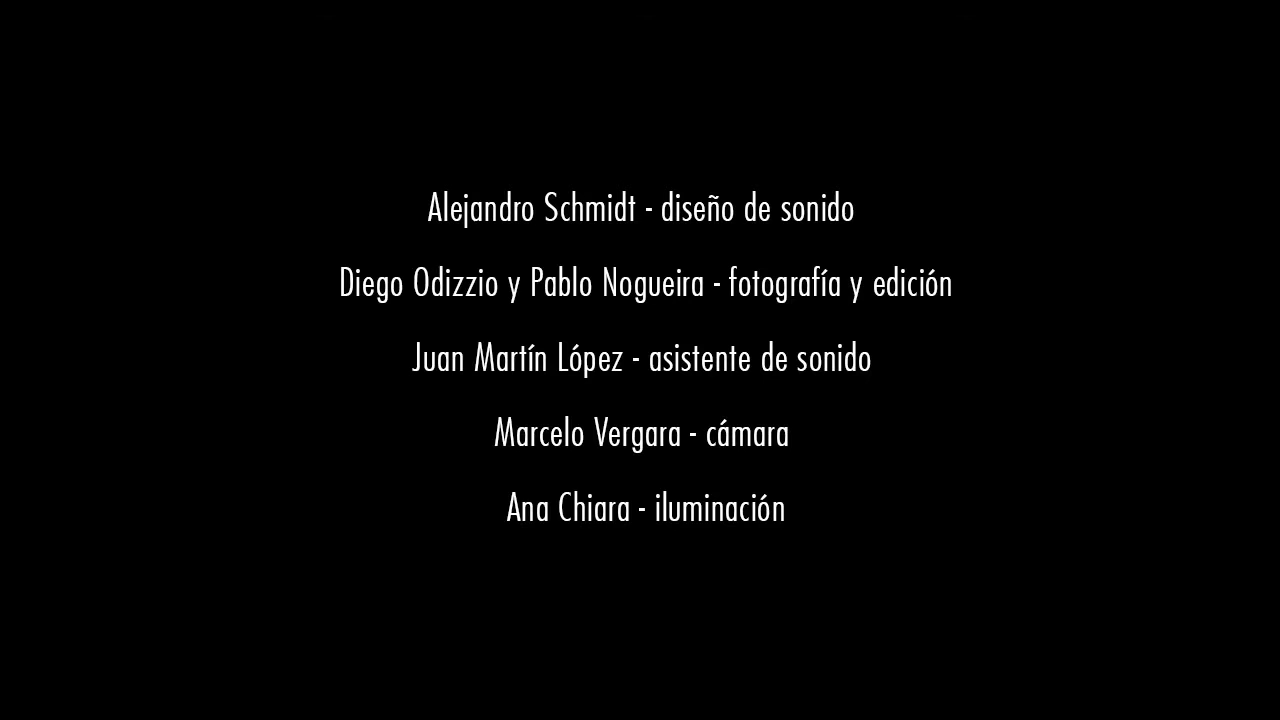 Alejandro Schmidt - diseño de sonido
Diego Odizzio y Pablo Nogueira - fotografía y edición
Juan Martín López - asistente de sonido
Marcelo Vergara - cámara
Ana Chiara - iluminación